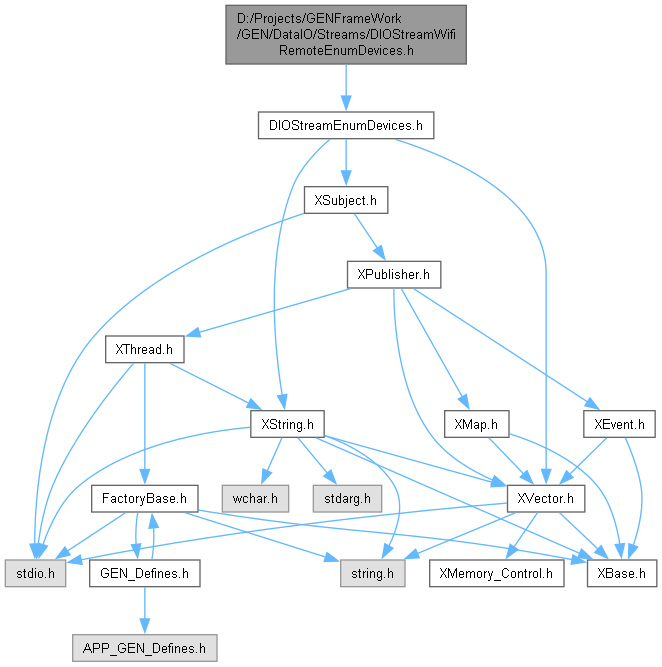 D:/Projects/GENFrameWork
/GEN/DataIO/Streams/DIOStreamWifi
RemoteEnumDevices.h
DIOStreamEnumDevices.h
XSubject.h
XPublisher.h
XThread.h
XString.h
XMap.h
XEvent.h
FactoryBase.h
wchar.h
stdarg.h
XVector.h
stdio.h
GEN_Defines.h
string.h
XMemory_Control.h
XBase.h
APP_GEN_Defines.h